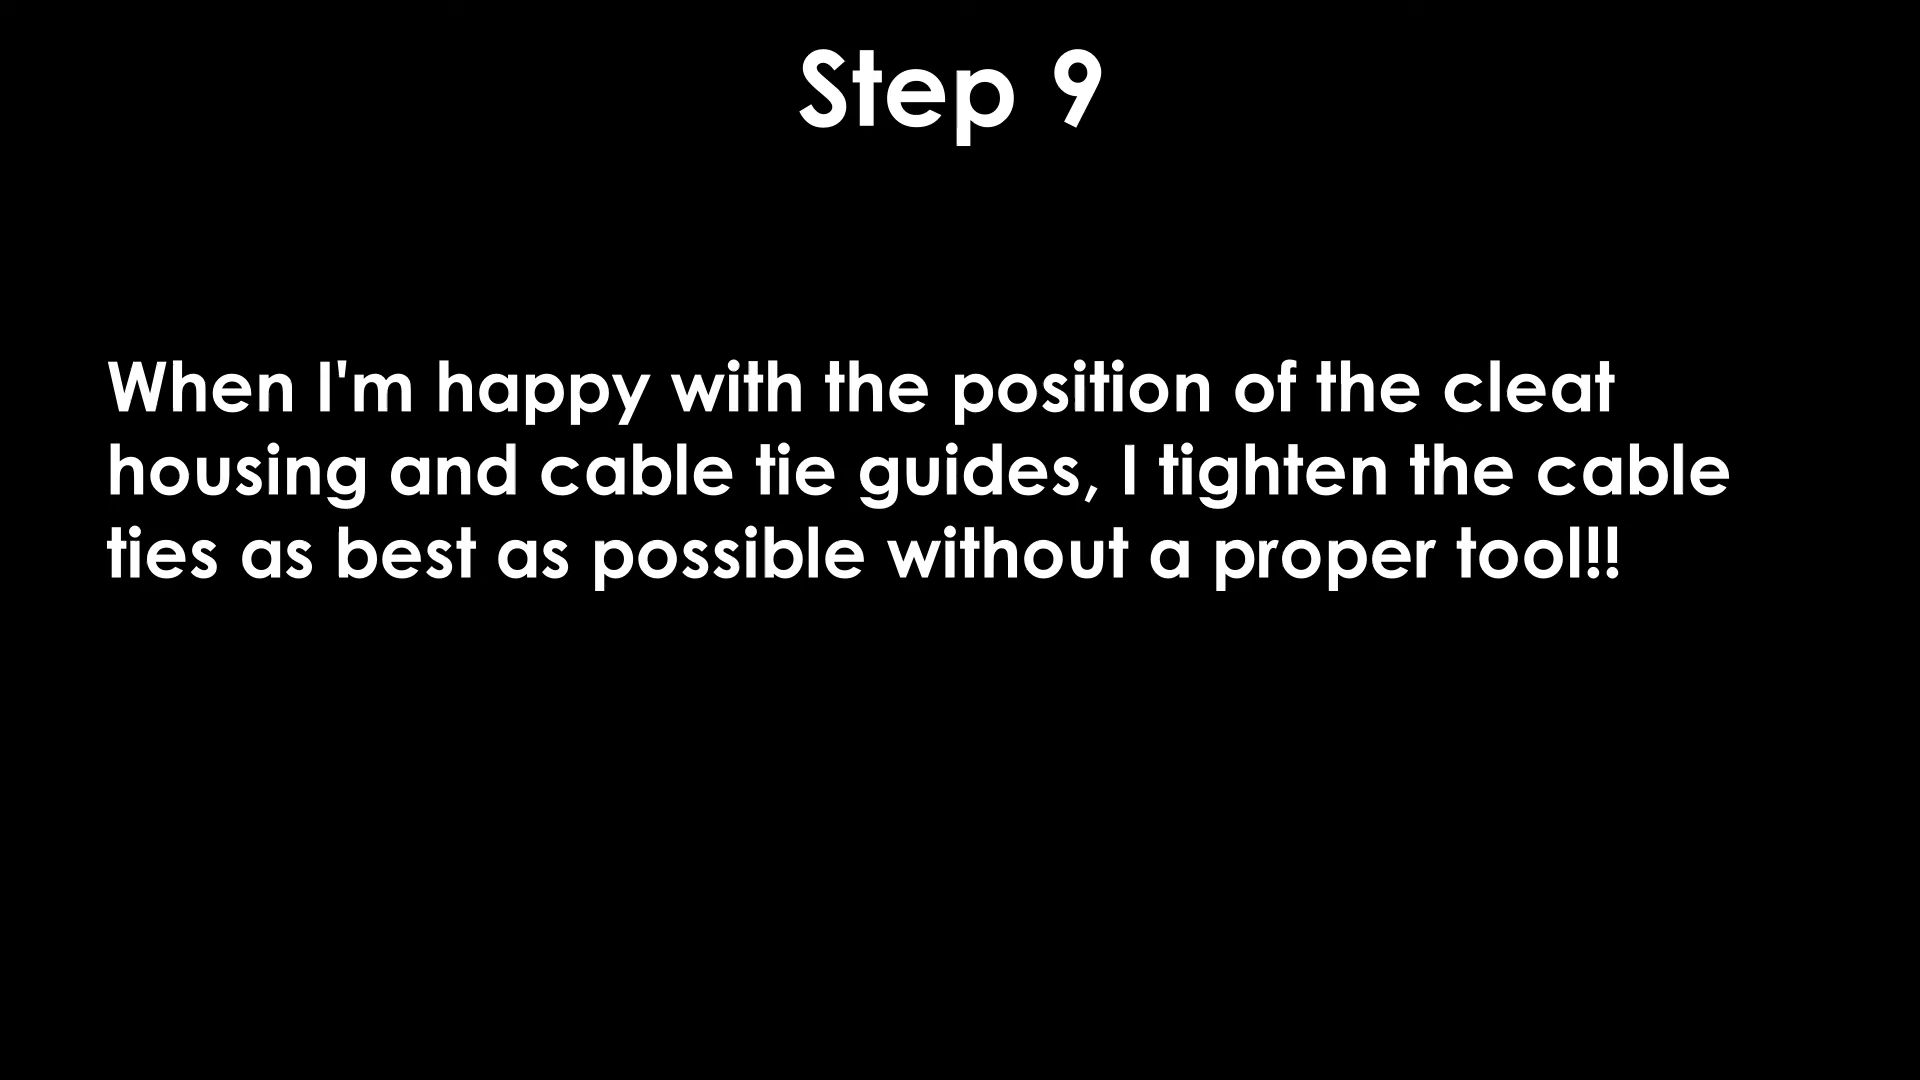 Step 9
When I'm happy with the position of the cleat
housing and cable tie guides, I tighten the cable
ties as best as possible without a proper tool!!